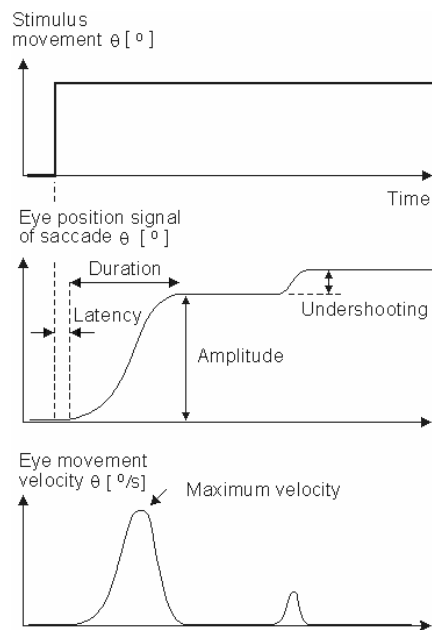 Stimulus
movement θ [ º ]
Time
Eye position signal
of saccade θ [ º ]
Duration
Latency
Undershooting
Amplitude
Eye movement
velocity θ [ º/s ]
Maximum velocity